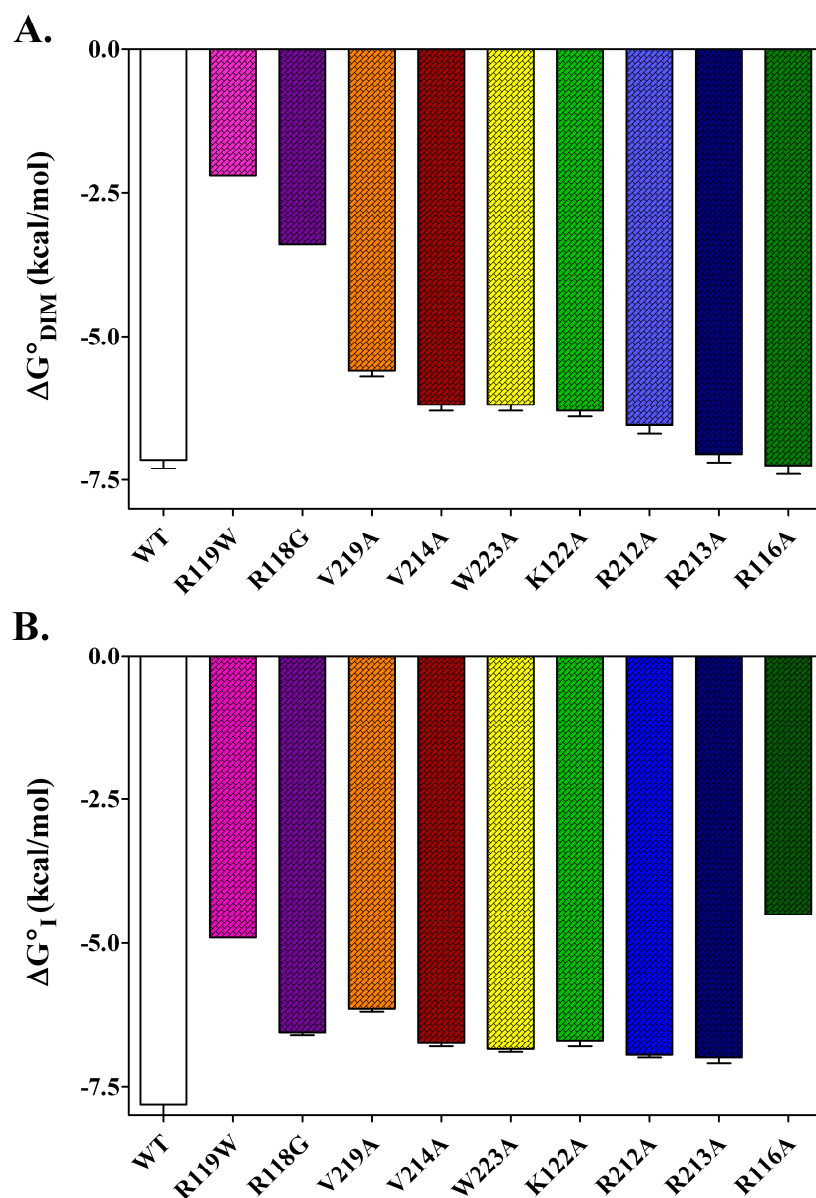 A.
0.0
-2.5
-5.0
-7.5
ΔG°DIM (kcal/mol)
WT
R119W
R118G
V219A
V214A
W223A
K122A
R212A
R213A
R116A
B.
0.0
-2.5
-5.0
-7.5
ΔG°I (kcal/mol)
WT
R119W
R118G
V219A
V214A
W223A
K122A
R212A
R213A
R116A